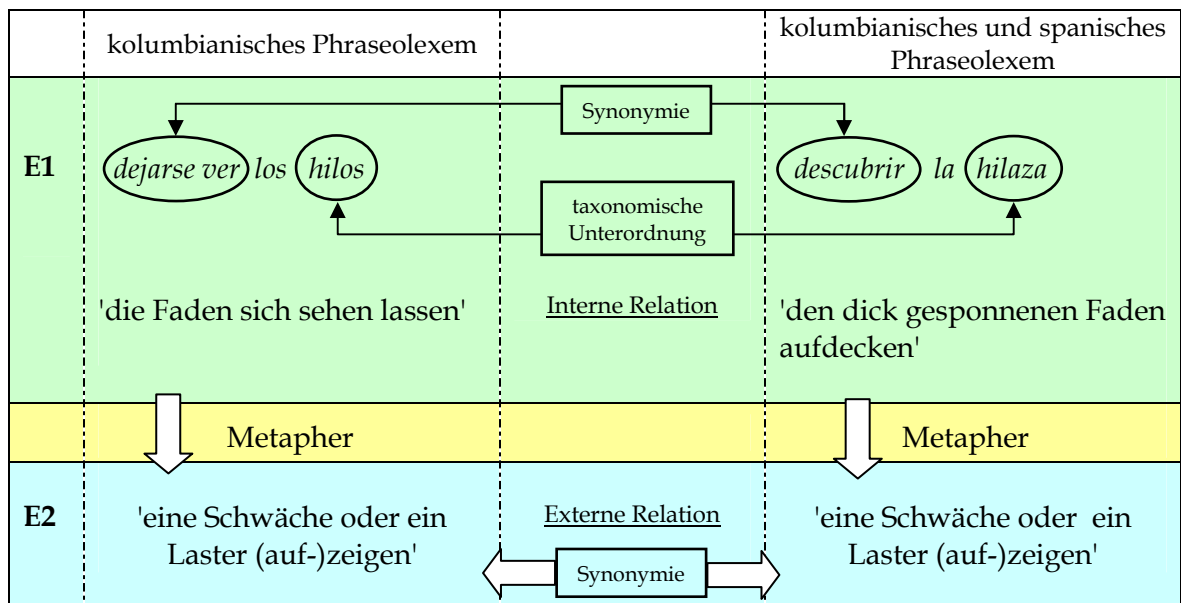 kolumbianisches Phraseolexem
kolumbianisches und spanisches
Phraseolexem
E1
Synonymie
dejarse ver los hilos
descubrir la hilaza
taxonomische
Unterordnung
'die Faden sich sehen lassen'
Interne Relation
'den dick gesponnenen Faden
aufdecken'
Metapher
Metapher
E2
'eine Schwäche oder ein
Laster (auf-)zeigen'
Externe Relation
Synonymie
'eine Schwäche oder ein
Laster (auf-)zeigen'